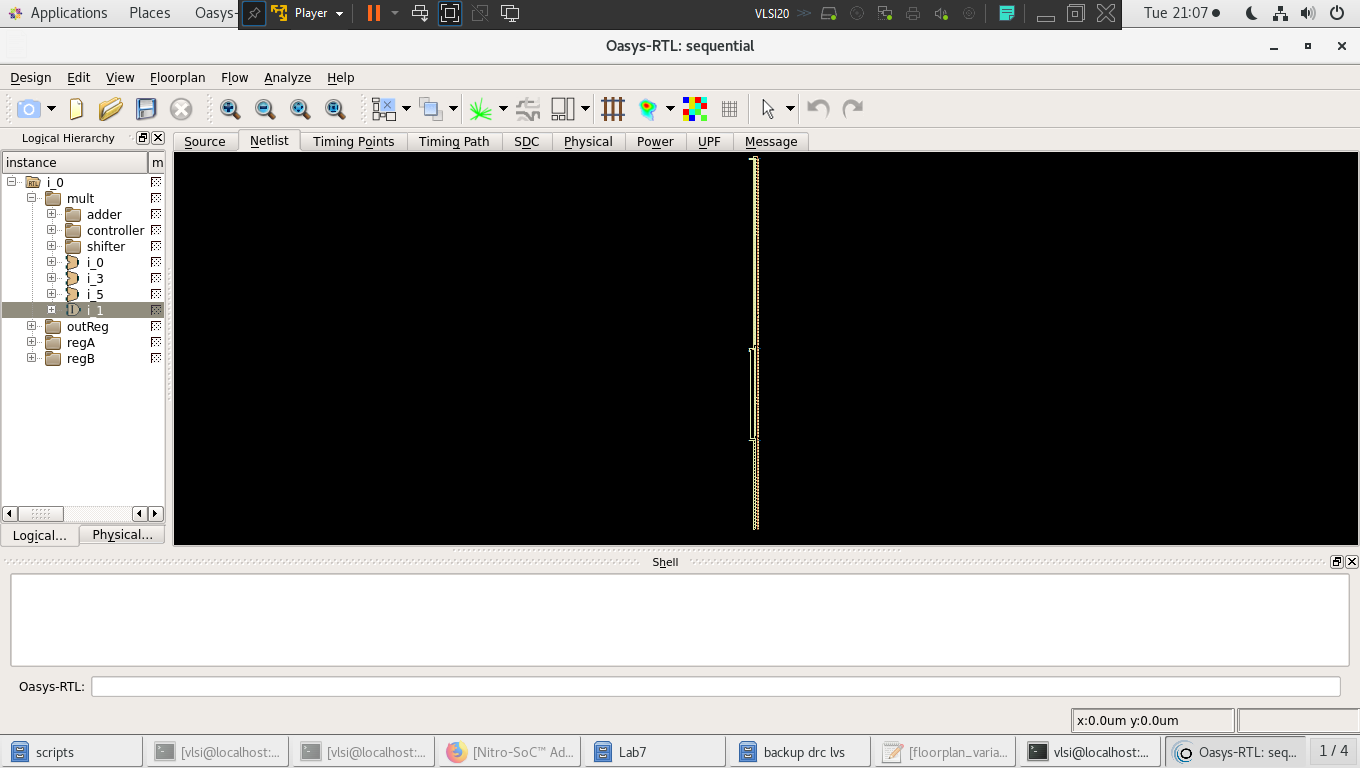 Applications Places Oasys- Player VLSI20 Tue 21:07
Oasys-RTL: sequential
Design Edit View Floorplan Flow Analyze Help
Logical Hierarchy
Source Netlist Timing Points Timing Path SDC Physical Power UPF Message
instance m
RTL i_0
mult
adder
controller
shifter
i_0
i_3
i_5
i_1
outReg
regA
regB
Logical... Physical...
Shell
Oasys-RTL:
x:0.0um y:0.0um
scripts [vlsi@localhost:... [vlsi@localhost:... [Nitro-SoC™ Ad... Lab7 backup drc lvs [floorplan_varia... vlsi@localhost:... Oasys-RTL: seq... 1 / 4